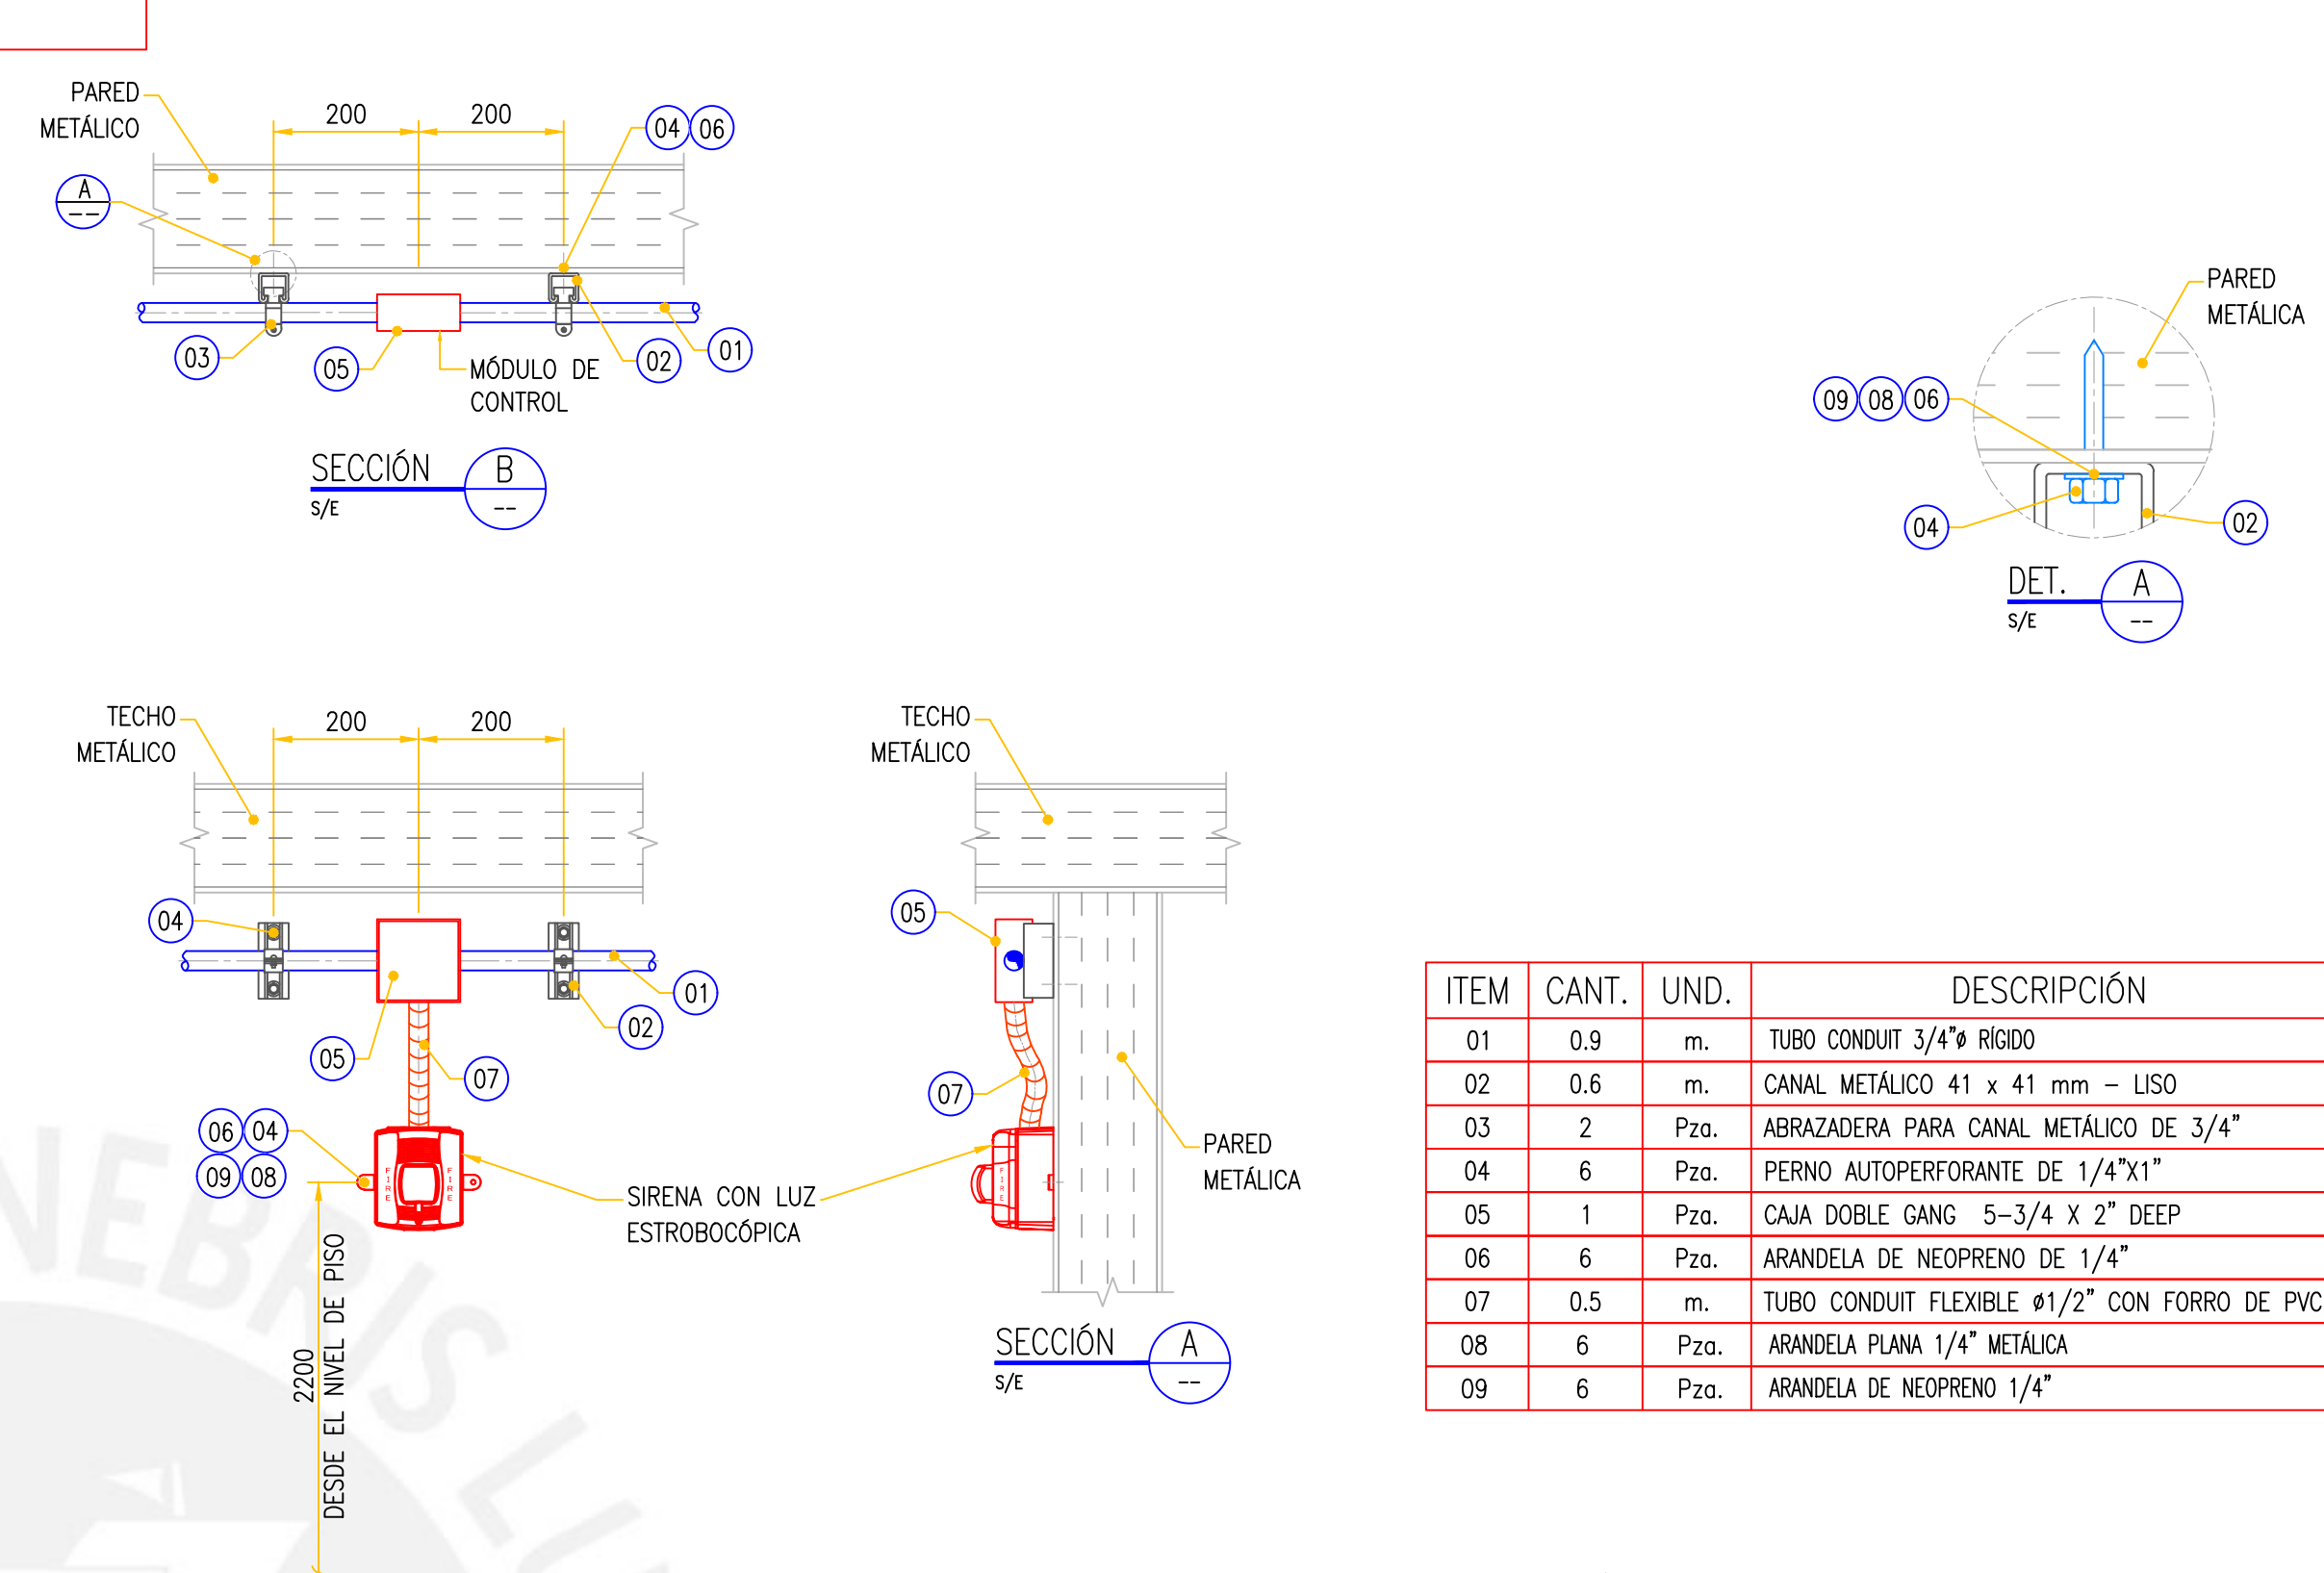 PARED
METÁLICO
200
200
04
06
A
--
03
05
MÓDULO DE
CONTROL
02
01
SECCIÓN
B
S/E
--
PARED
METÁLICA
09
08
06
04
02
DET.
A
S/E
--
TECHO
METÁLICO
200
200
04
01
02
05
07
06
04
09
08
SIRENA CON LUZ
ESTROBOCÓPICA
FIRE
FIRE
2200
DESDE EL NIVEL DE PISO
TECHO
METÁLICO
05
07
FIRE
PARED
METÁLICA
SECCIÓN
A
S/E
--
ITEM CANT. UND. DESCRIPCIÓN
01 0.9 m. TUBO CONDUIT 3/4"ø RÍGIDO
02 0.6 m. CANAL METÁLICO 41 x 41 mm – LISO
03 2 Pza. ABRAZADERA PARA CANAL METÁLICO DE 3/4"
04 6 Pza. PERNO AUTOPERFORANTE DE 1/4"X1"
05 1 Pza. CAJA DOBLE GANG 5-3/4 X 2" DEEP
06 6 Pza. ARANDELA DE NEOPRENO DE 1/4"
07 0.5 m. TUBO CONDUIT FLEXIBLE ø1/2" CON FORRO DE PVC
08 6 Pza. ARANDELA PLANA 1/4" METÁLICA
09 6 Pza. ARANDELA DE NEOPRENO 1/4"